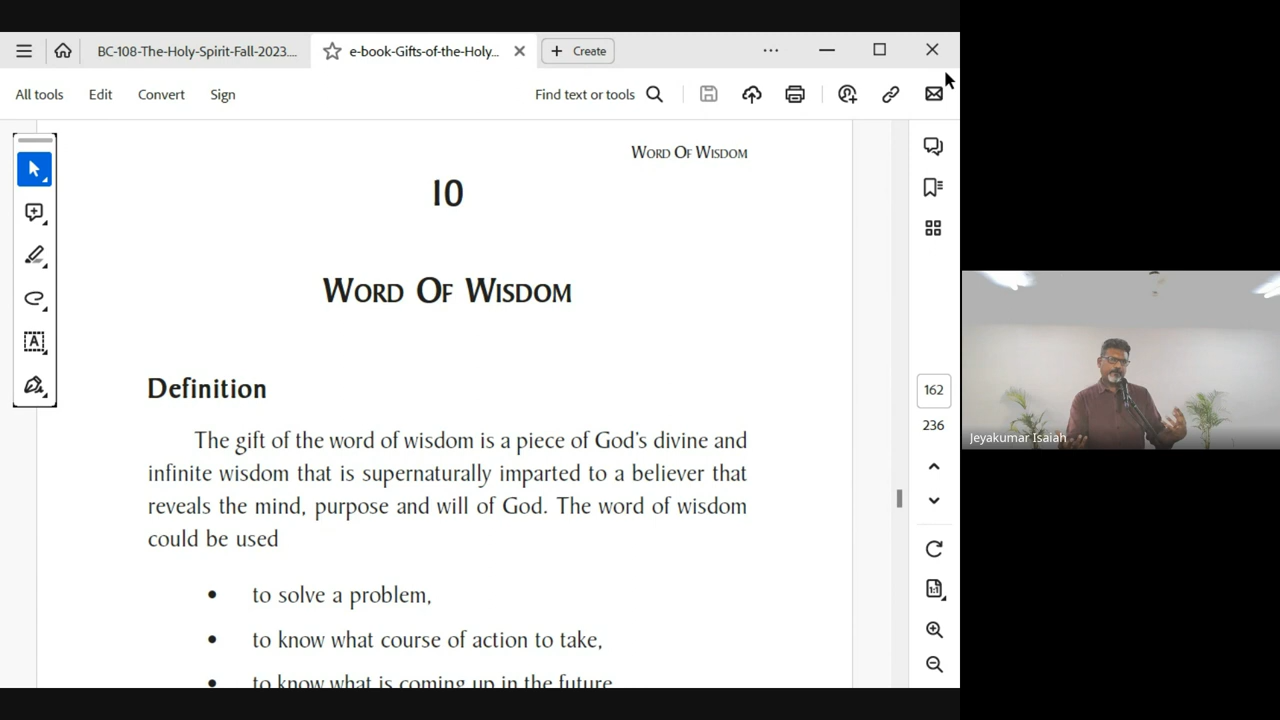 BC-108-The-Holy-Spirit-Fall-2023....
e-book-Gifts-of-the-Holy...
Create
All tools
Edit
Convert
Sign
Find text or tools
WORD OF WISDOM
10
WORD OF WISDOM
Definition
The gift of the word of wisdom is a piece of God's divine and
infinite wisdom that is supernaturally imparted to a believer that
reveals the mind, purpose and will of God. The word of wisdom
could be used
• to solve a problem,
• to know what course of action to take,
• to know what is coming up in the future
162
236
1:1
Jeyakumar Isaiah